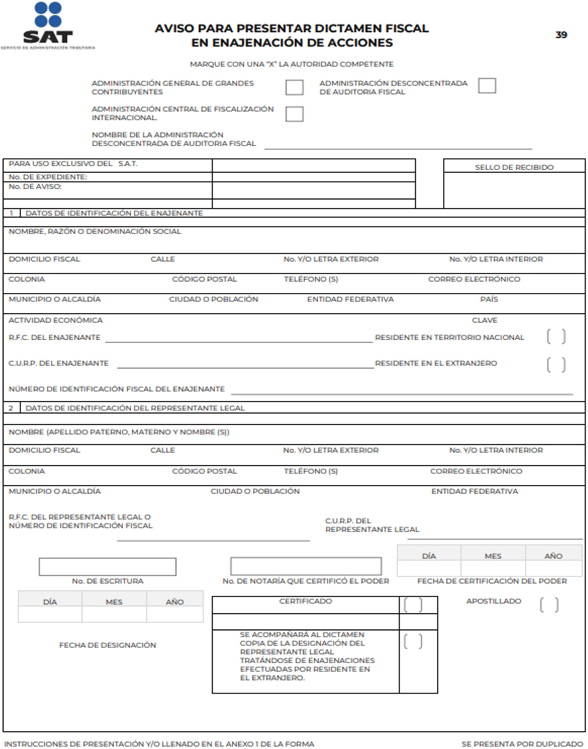 SAT
SERVICIO DE ADMINISTRACIÓN TRIBUTARIA
AVISO PARA PRESENTAR DICTAMEN FISCAL
EN ENAJENACIÓN DE ACCIONES
39
MARQUE CON UNA "X" LA AUTORIDAD COMPETENTE
ADMINISTRACIÓN GENERAL DE GRANDES
CONTRIBUYENTES
ADMINISTRACIÓN DESCONCENTRADA
DE AUDITORIA FISCAL
ADMINISTRACIÓN CENTRAL DE FISCALIZACIÓN
INTERNACIONAL.
NOMBRE DE LA ADMINISTRACIÓN
DESCONCENTRADA DE AUDITORIA FISCAL
PARA USO EXCLUSIVO DEL S.A.T.
SELLO DE RECIBIDO
No. DE EXPEDIENTE:
No. DE AVISO:
1 DATOS DE IDENTIFICACIÓN DEL ENAJENANTE
NOMBRE, RAZÓN O DENOMINACIÓN SOCIAL
DOMICILIO FISCAL CALLE No. Y/O LETRA EXTERIOR No. Y/O LETRA INTERIOR
COLONIA CÓDIGO POSTAL TELÉFONO (S) CORREO ELECTRÓNICO
MUNICIPIO O ALCALDÍA CIUDAD O POBLACIÓN ENTIDAD FEDERATIVA PAÍS
ACTIVIDAD ECONÓMICA CLAVE
R.F.C. DEL ENAJENANTE RESIDENTE EN TERRITORIO NACIONAL ( )
C.U.R.P. DEL ENAJENANTE RESIDENTE EN EL EXTRANJERO ( )
NÚMERO DE IDENTIFICACIÓN FISCAL DEL ENAJENANTE
2 DATOS DE IDENTIFICACIÓN DEL REPRESENTANTE LEGAL
NOMBRE (APELLIDO PATERNO, MATERNO Y NOMBRE (S))
DOMICILIO FISCAL CALLE No. Y/O LETRA EXTERIOR No. Y/O LETRA INTERIOR
COLONIA CÓDIGO POSTAL TELÉFONO (S) CORREO ELECTRÓNICO
MUNICIPIO O ALCALDÍA CIUDAD O POBLACIÓN ENTIDAD FEDERATIVA
R.F.C. DEL REPRESENTANTE LEGAL O
NÚMERO DE IDENTIFICACIÓN FISCAL
C.U.R.P. DEL
REPRESENTANTE LEGAL
DÍA MES AÑO
No. DE ESCRITURA No. DE NOTARÍA QUE CERTIFICÓ EL PODER FECHA DE CERTIFICACIÓN DEL PODER
DÍA MES AÑO
CERTIFICADO ( ) APOSTILLADO ( )
FECHA DE DESIGNACIÓN
SE ACOMPAÑARÁ AL DICTAMEN ( )
COPIA DE LA DESIGNACIÓN DEL
REPRESENTANTE LEGAL
TRATÁNDOSE DE ENAJENACIONES
EFECTUADAS POR RESIDENTE EN
EL EXTRANJERO.
INSTRUCCIONES DE PRESENTACIÓN Y/O LLENADO EN EL ANEXO 1 DE LA FORMA
SE PRESENTA POR DUPLICADO